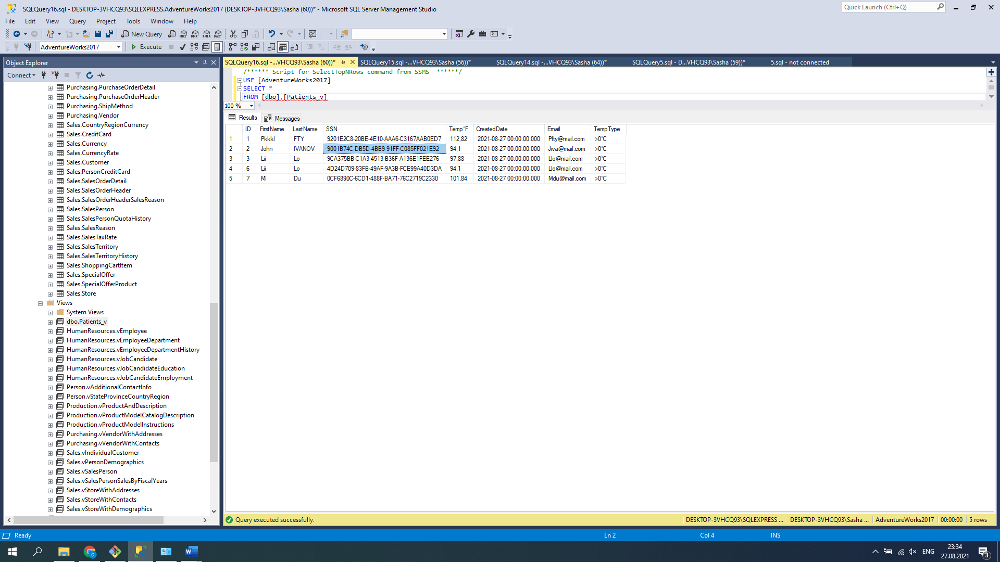 SQLQuery16.sql - DESKTOP-3VHCQ93\SQLEXPRESS.AdventureWorks2017 (DESKTOP-3VHCQ93\Sasha (60))* - Microsoft SQL Server Management Studio
Quick Launch (Ctrl+Q)
File Edit View Query Project Tools Window Help
New Query
MDX DMX XMLA DAX
AdventureWorks2017
Execute
Object Explorer
Connect
Purchasing.PurchaseOrderDetail
Purchasing.PurchaseOrderHeader
Purchasing.ShipMethod
Purchasing.Vendor
Sales.CountryRegionCurrency
Sales.CreditCard
Sales.Currency
Sales.CurrencyRate
Sales.Customer
Sales.PersonCreditCard
Sales.SalesOrderDetail
Sales.SalesOrderHeader
Sales.SalesOrderHeaderSalesReason
Sales.SalesPerson
Sales.SalesPersonQuotaHistory
Sales.SalesReason
Sales.SalesTaxRate
Sales.SalesTerritory
Sales.SalesTerritoryHistory
Sales.ShoppingCartItem
Sales.SpecialOffer
Sales.SpecialOfferProduct
Sales.Store
Views
System Views
dbo.Patients_v
HumanResources.vEmployee
HumanResources.vEmployeeDepartment
HumanResources.vEmployeeDepartmentHistory
HumanResources.vJobCandidate
HumanResources.vJobCandidateEducation
HumanResources.vJobCandidateEmployment
Person.vAdditionalContactInfo
Person.vStateProvinceCountryRegion
Production.vProductAndDescription
Production.vProductModelCatalogDescription
Production.vProductModelInstructions
Purchasing.vVendorWithAddresses
Purchasing.vVendorWithContacts
Sales.vIndividualCustomer
Sales.vPersonDemographics
Sales.vSalesPerson
Sales.vSalesPersonSalesByFiscalYears
Sales.vStoreWithAddresses
Sales.vStoreWithContacts
Sales.vStoreWithDemographics
SQLQuery16.sql -...VHCQ93\Sasha (60))* SQLQuery15.sql -...VHCQ93\Sasha (56))* SQLQuery14.sql -...VHCQ93\Sasha (64))* SQLQuery5.sql - D...VHCQ93\Sasha (59))* 5.sql - not connected
/****** Script for SelectTopNRows command from SSMS ******/
USE [AdventureWorks2017]
SELECT *
FROM [dbo].[Patients_v]
100 %
Results Messages
ID FirstName LastName SSN Temp°F CreatedDate Email TempType
1 1 Pkkkl FTY 9201E2C8-20BE-4E10-AAA6-C3167AAB0ED7 112,82 2021-08-27 00:00:00.000 Pfty@mail.com >0°C
2 2 John IVANOV 9001B74C-DB5D-4BB9-91FF-C085FF021E92 94,1 2021-08-27 00:00:00.000 Jiva@mail.com >0°C
3 3 Lii Lo 9CA375BB-C1A3-4513-B36F-A136E1FEE276 97,88 2021-08-27 00:00:00.000 Llo@mail.com >0°C
4 6 Lii Lo 4D24D709-83FB-49AF-9A3B-FCE99A40D3DA 94,1 2021-08-27 00:00:00.000 Llo@mail.com >0°C
5 7 Mi Du 0CF6890C-6CD1-488F-BA71-76C2719C2330 101,84 2021-08-27 00:00:00.000 Mdu@mail.com >0°C
Query executed successfully. DESKTOP-3VHCQ93\SQLEXPRESS ... DESKTOP-3VHCQ93\Sasha ... AdventureWorks2017 00:00:00 5 rows
Ready Ln 2 Col 4 INS
ENG
23:34
27.08.2021
3